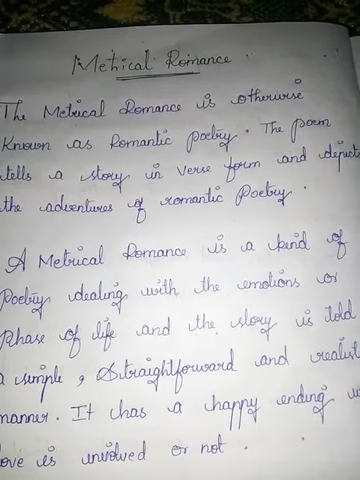 Metrical Romance.
The Metrical Romance is otherwise
Known as Romantic poetry. The poem
tells a story in verse form and depict
the adventures of romantic Poetry.
A Metrical Romance is a kind of
Poetry dealing with the emotions or
Phase of life and the story is told
a simple, Straightforward and realist
manner. It has a happy ending w
ove is involved or not.